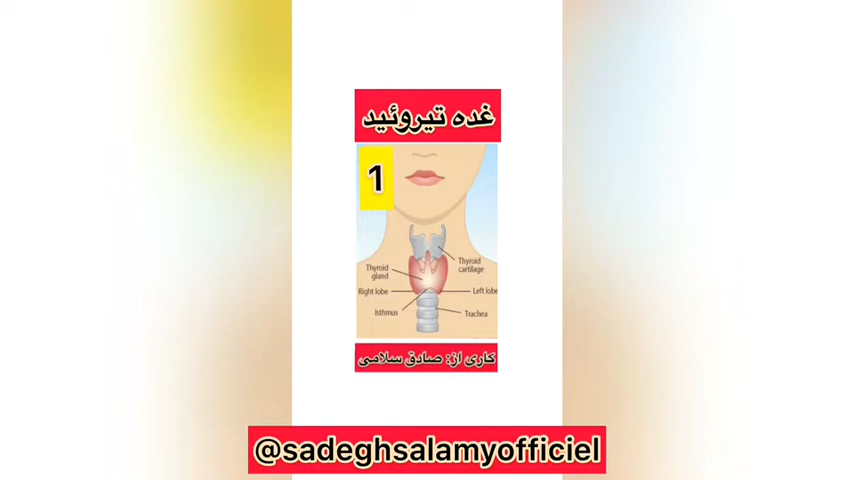 غده تیروئید
1
Thyroid
cartilage
Thyroid
gland
Right lobe
Left lobe
Isthmus
Trachea
کاری از: صادق سلامی
@sadeghsalamyofficiel